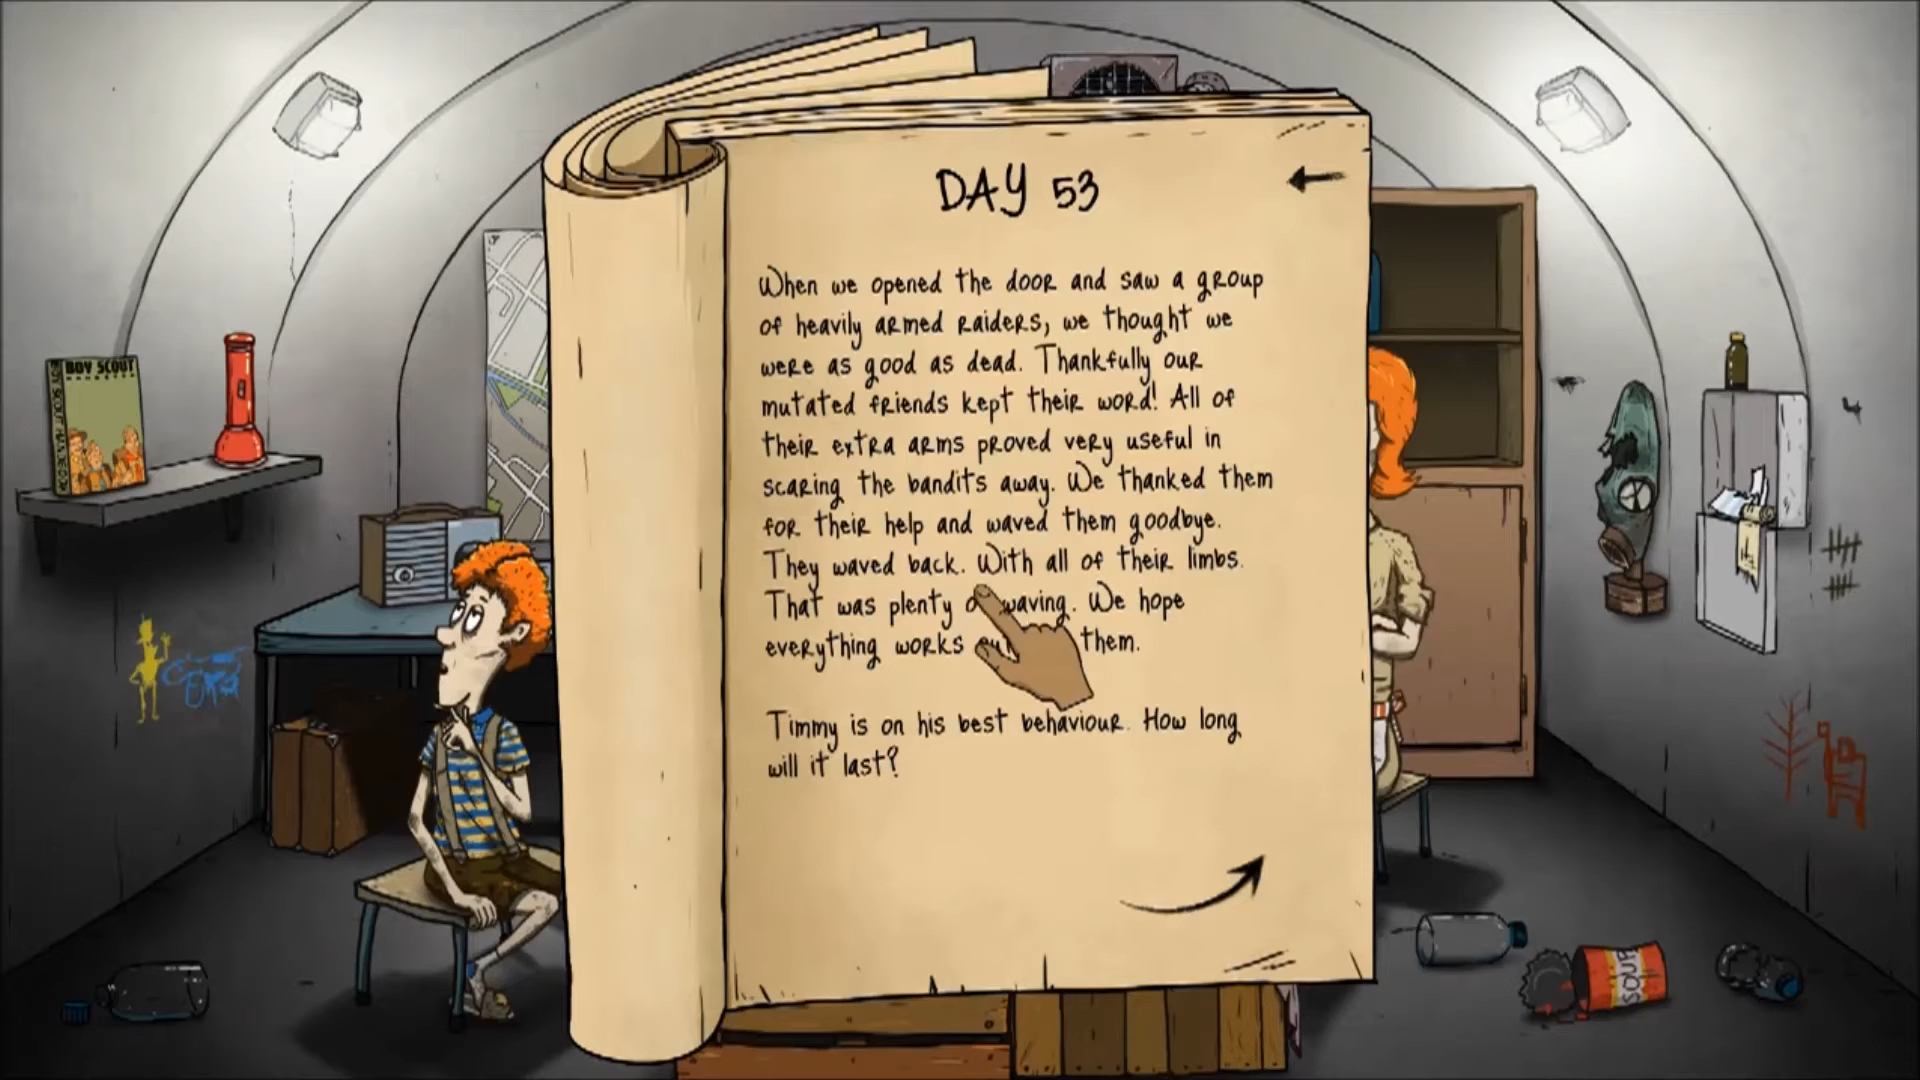 DAY 53
When we opened the door and saw a group
of heavily armed raiders, we thought we
were as good as dead. Thankfully our
mutated friends kept their word! All of
their extra arms proved very useful in
scaring the bandits away. We thanked them
for their help and waved them goodbye.
They waved back. With all of their limbs.
That was plenty waving. We hope
everything works them.
Timmy is on his best behaviour. How long
will it last?
BOY SCOUT
BOY SCOUT HANDBOOK
SOUP